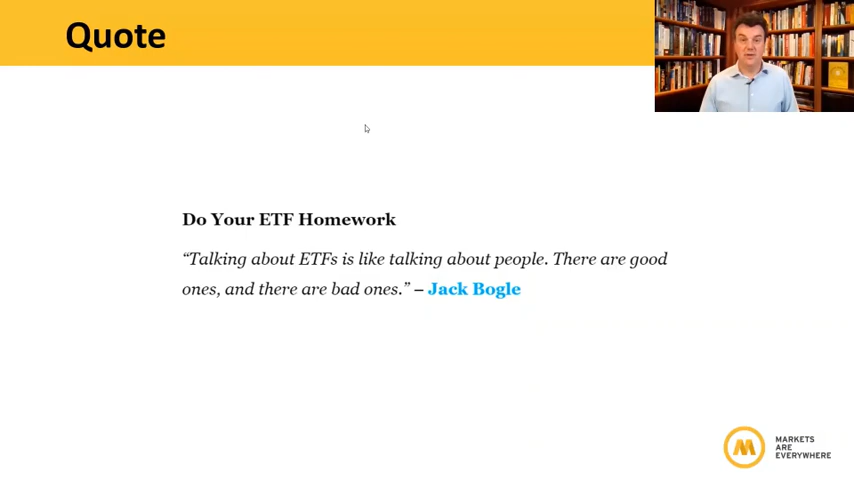 Quote
Do Your ETF Homework
“Talking about ETFs is like talking about people. There are good
ones, and there are bad ones.” – Jack Bogle
MARKETS
ARE
EVERYWHERE